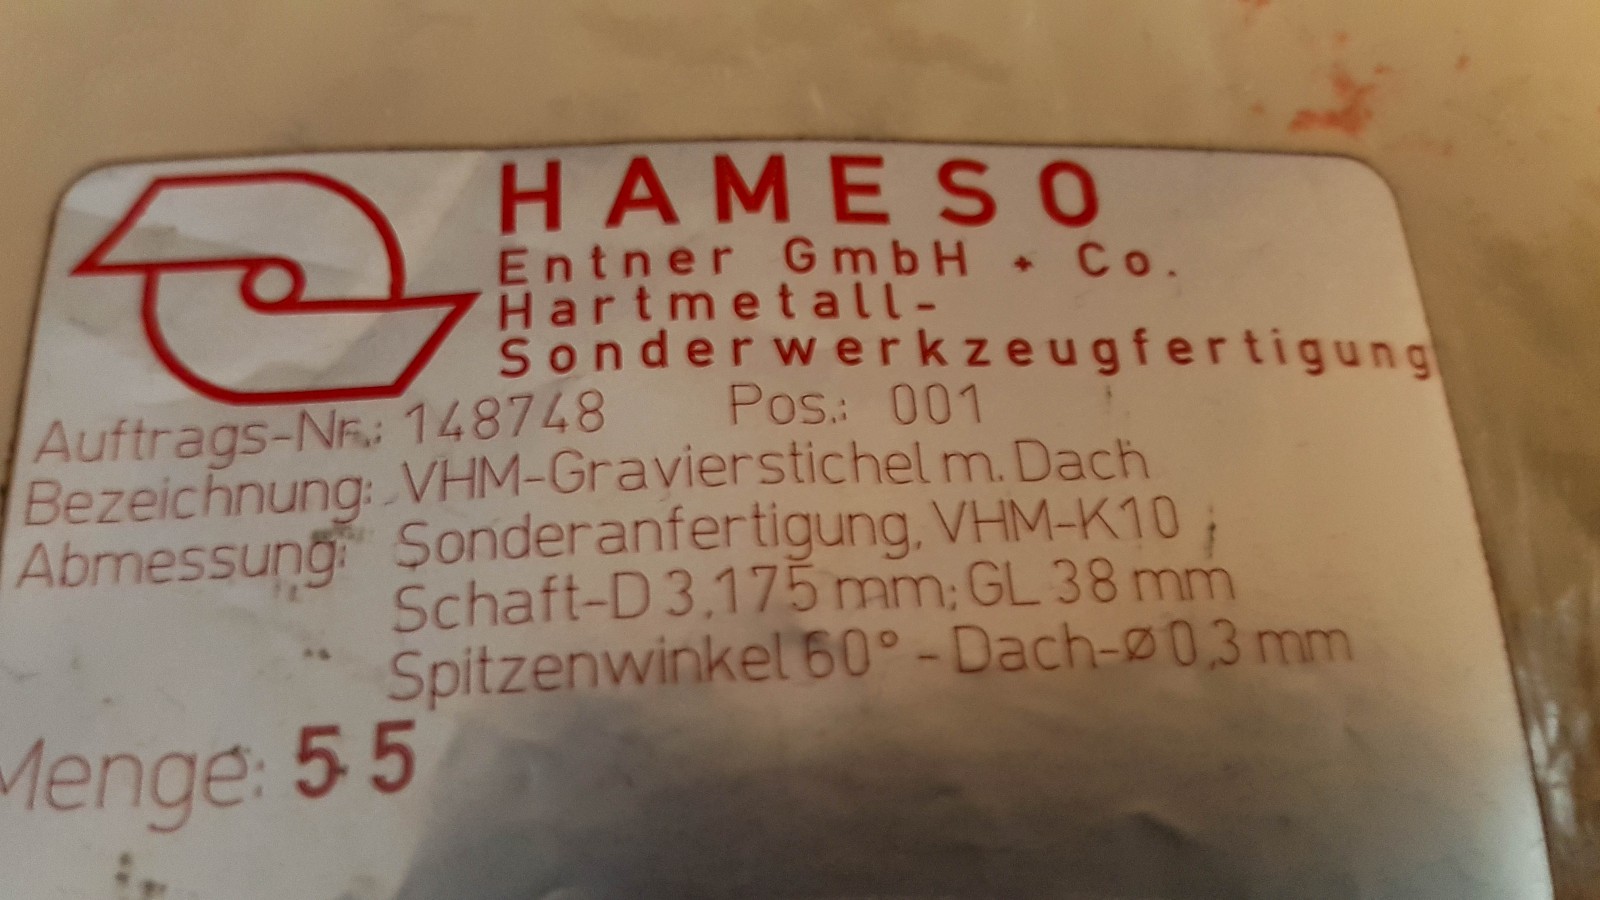 HAMESO
Entner GmbH + Co.
Hartmetall-
Sonderwerkzeugfertigung
Auftrags-Nr.: 148748 Pos.: 001
Bezeichnung: VHM-Gravierstichel m. Dach
Abmessung: Sonderanfertigung, VHM-K10
Schaft-D 3,175 mm; GL 38 mm
Spitzenwinkel 60° - Dach-ø 0,3 mm
Menge: 55